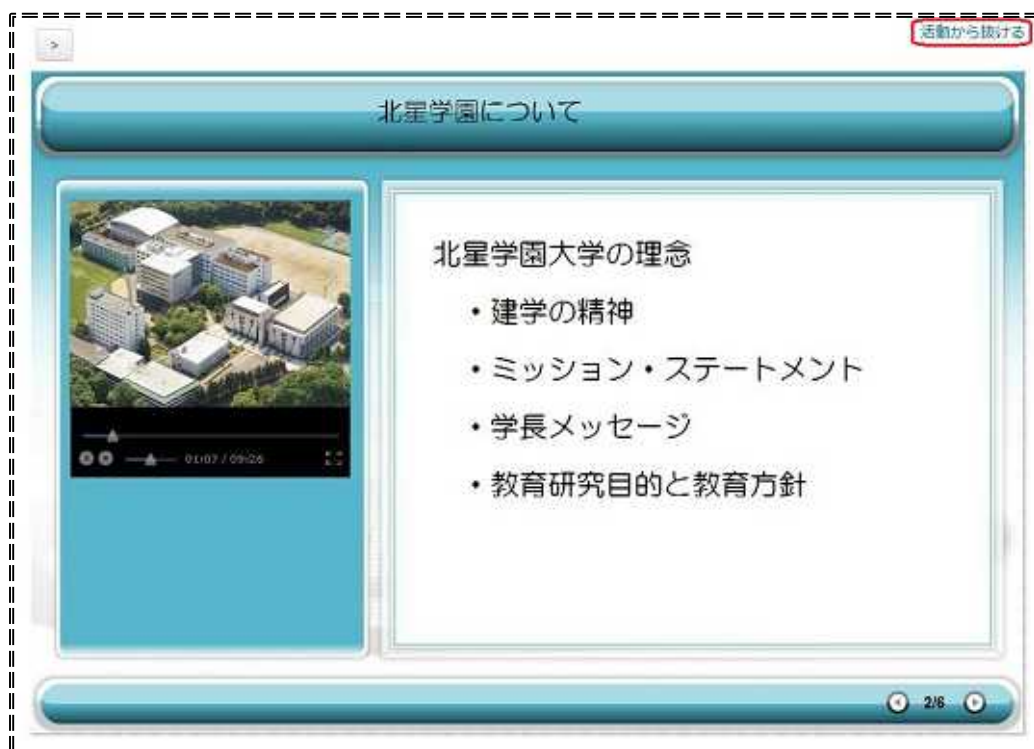 活動から抜ける
>
北星学園について
北星学園大学の理念
・建学の精神
・ミッション・ステートメント
・学長メッセージ
・教育研究目的と教育方針
01:07 / 09:26
2/6